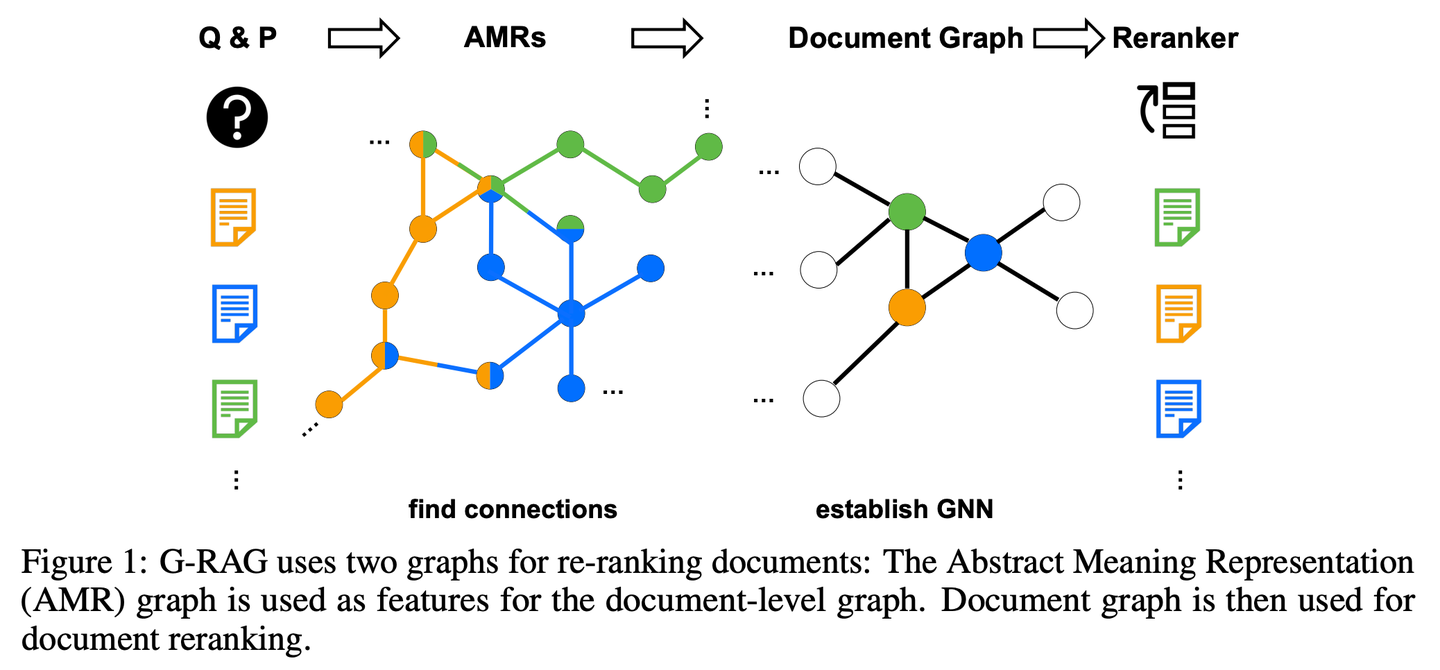 Q & P
AMRs
Document Graph
Reranker
?
...
...
...
...
...
...
...
...
...
find connections
establish GNN
Figure 1: G-RAG uses two graphs for re-ranking documents: The Abstract Meaning Representation
(AMR) graph is used as features for the document-level graph. Document graph is then used for
document reranking.